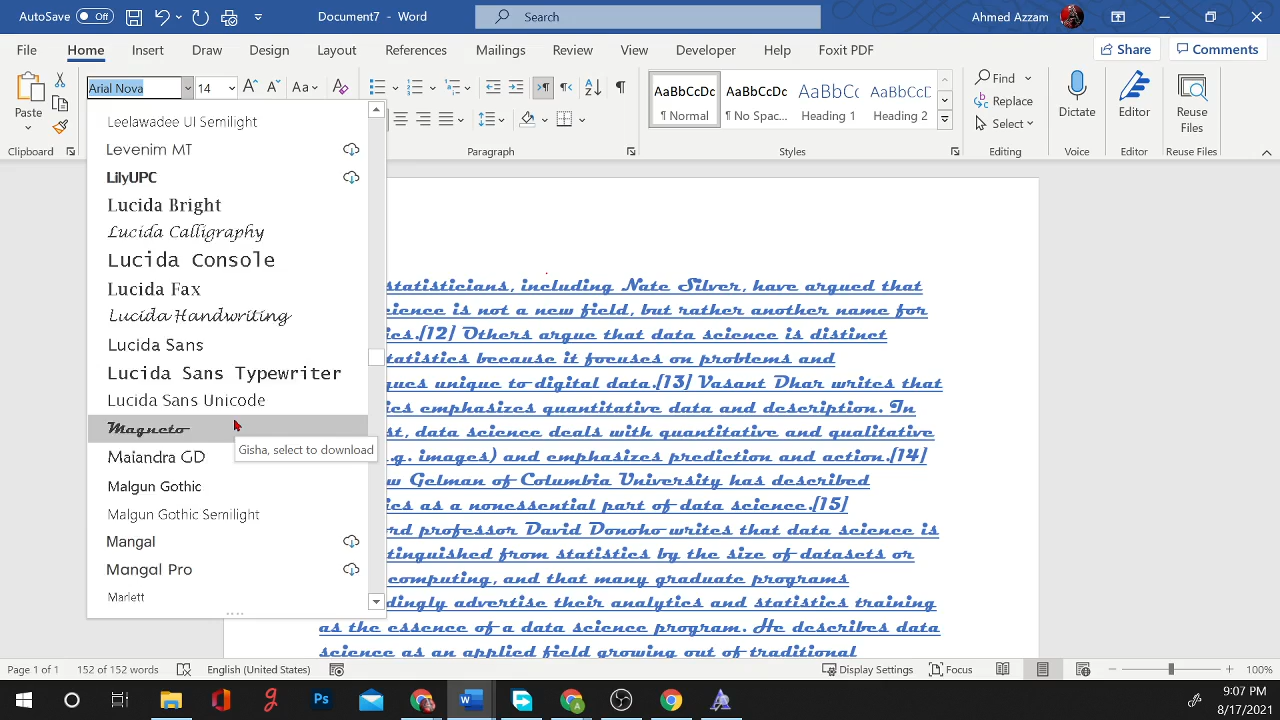 AutoSave Off Document7 - Word Search Ahmed Azzam
File Home Insert Draw Design Layout References Mailings Review View Developer Help Foxit PDF Share Comments
Arial Nova 14 Aa
Paste
Clipboard
Paragraph
AaBbCcDc AaBbCcDc AaBbCc AaBbCcC
¶ Normal ¶ No Spac... Heading 1 Heading 2
Styles
Find
Replace
Select
Editing
Dictate
Voice
Editor
Editor
Reuse
Files
Reuse Files
Leelawadee UI Semilight
Levenim MT
LilyUPC
Lucida Bright
Lucida Calligraphy
Lucida Console
Lucida Fax
Lucida Handwriting
Lucida Sans
Lucida Sans Typewriter
Lucida Sans Unicode
Magneto
Gisha, select to download
Maiandra GD
Malgun Gothic
Malgun Gothic Semilight
Mangal
Mangal Pro
Marlett
statisticians, including Nate Silver, have argued that
is not a new field, but rather another name for
[12] Others argue that data science is distinct
because it focuses on problems and
unique to digital data.[13] Vasant Dhar writes that
emphasizes quantitative data and description. In
data science deals with quantitative and qualitative
images) and emphasizes prediction and action.[14]
Gelman of Columbia University has described
as a nonessential part of data science.[15]
professor David Donoho writes that data science is
from statistics by the size of datasets or
computing, and that many graduate programs
advertise their analytics and statistics training
as the essence of a data science program. He describes data
science as an applied field growing out of traditional
Page 1 of 1 152 of 152 words English (United States) Display Settings Focus 100%
9:07 PM
8/17/2021